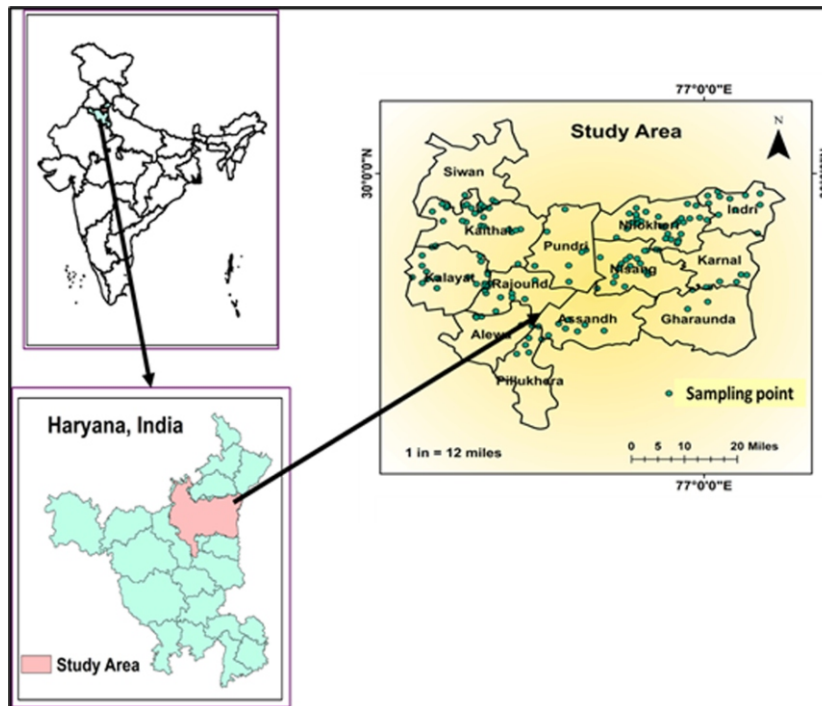 77°0'0"E
Study Area
N
30°0'0"N
Siwan
Indri
Kaithal
Nilokheri
Pundri
Karnal
Nisang
Kalayat
Rajound
Assandh
Gharaunda
Alewa
Pillukhera
Sampling point
1 in = 12 miles
0 5 10 20 Miles
77°0'0"E
Haryana, India
Study Area